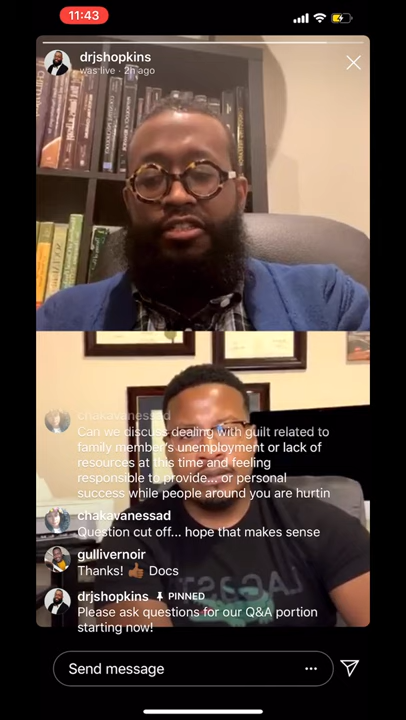 11:43
drjshopkins
was live · 2h ago
chakavanessad
Can we discuss dealing with guilt related to
family member's unemployment or lack of
resources at this time and feeling
responsible to provide... or personal
success while people around you are hurtin
chakavanessad
Question cut off... hope that makes sense
gullivernoir
Thanks! 👍🏾 Docs
drjshopkins PINNED
Please ask questions for our Q&A portion
starting now!
Send message